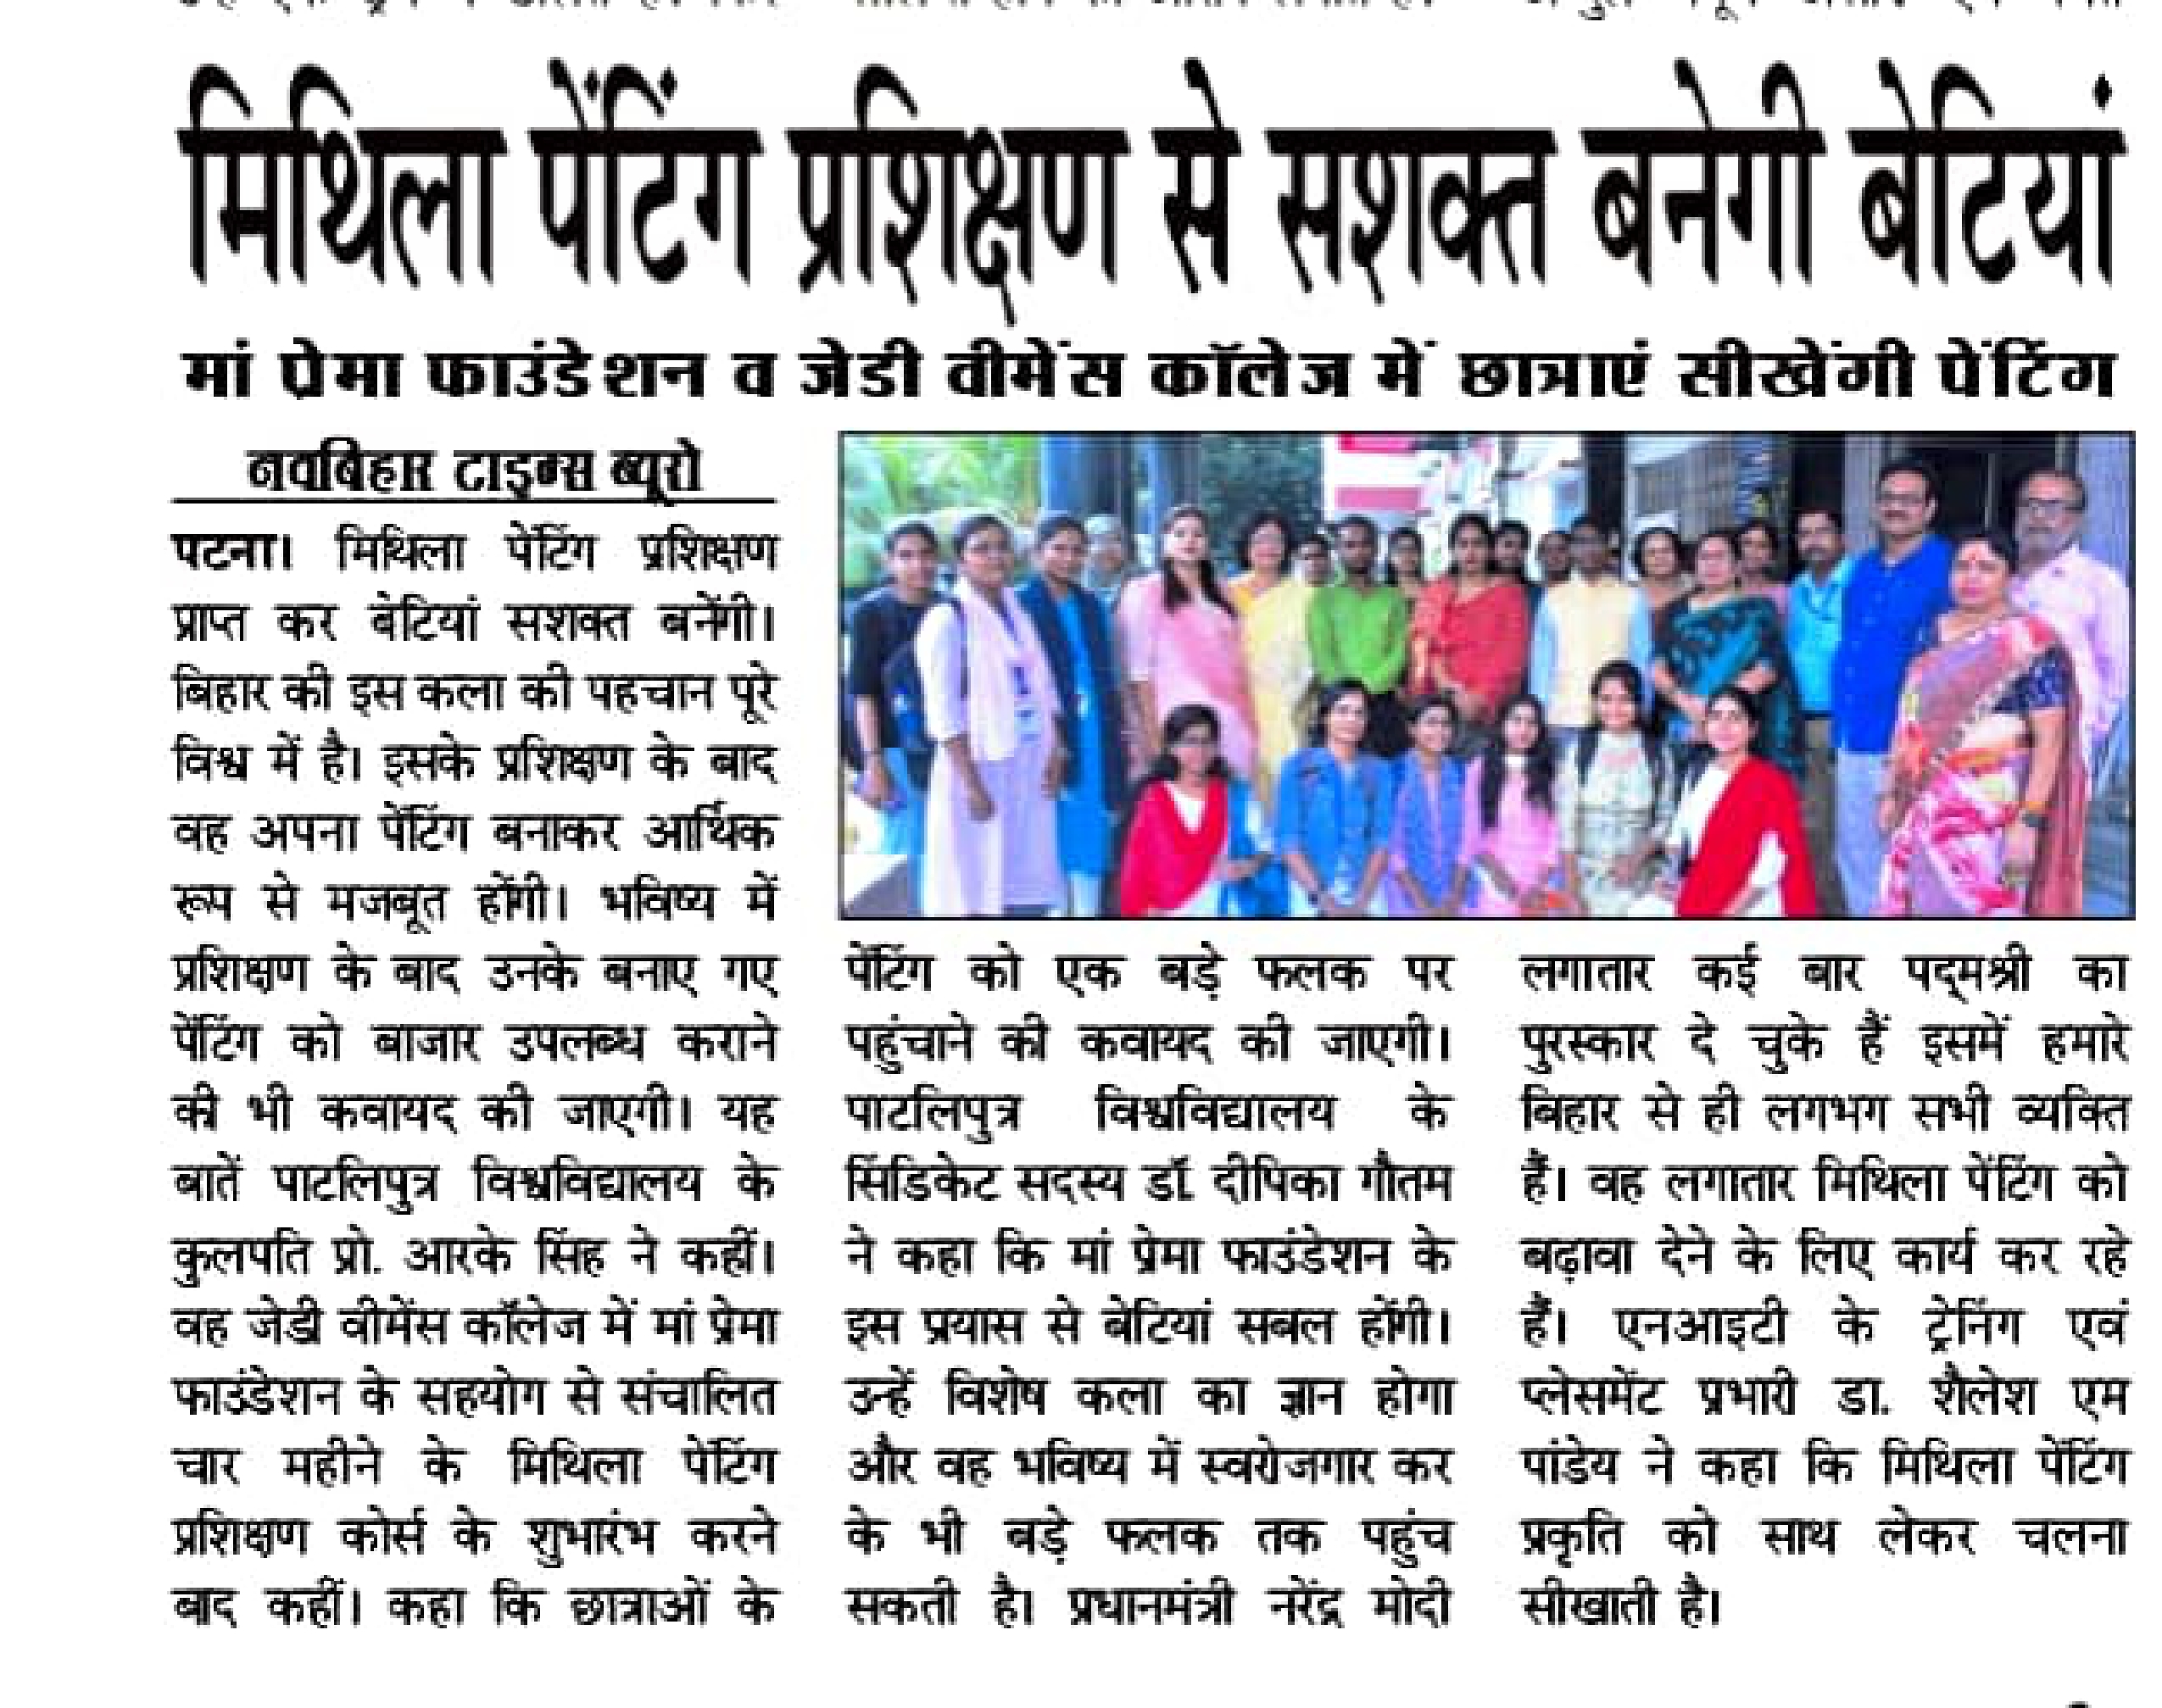 मिथिला पेंटिंग प्रशिक्षण से सशक्त बनेगी बेटियां
मां प्रेमा फाउंडेशन व जेडी वीमेंस कॉलेज में छात्राएं सीखेंगी पेंटिंग
नवबिहार टाइम्स ब्यूरो
पटना। मिथिला पेंटिंग प्रशिक्षण
प्राप्त कर बेटियां सशक्त बनेंगी।
बिहार की इस कला की पहचान पूरे
विश्व में है। इसके प्रशिक्षण के बाद
वह अपना पेंटिंग बनाकर आर्थिक
रूप से मजबूत होंगी। भविष्य में
प्रशिक्षण के बाद उनके बनाए गए
पेंटिंग को बाजार उपलब्ध कराने
की भी कवायद की जाएगी। यह
बातें पाटलिपुत्र विश्वविद्यालय के
कुलपति प्रो. आरके सिंह ने कहीं।
वह जेडी वीमेंस कॉलेज में मां प्रेमा
फाउंडेशन के सहयोग से संचालित
चार महीने के मिथिला पेटिंग
प्रशिक्षण कोर्स के शुभारंभ करने
बाद कहीं। कहा कि छात्राओं के
पेंटिंग को एक बड़े फलक पर
पहुंचाने की कवायद की जाएगी।
पाटलिपुत्र विश्वविद्यालय के
सिंडिकेट सदस्य डॉ. दीपिका गौतम
ने कहा कि मां प्रेमा फाउंडेशन के
इस प्रयास से बेटियां सबल होंगी।
उन्हें विशेष कला का ज्ञान होगा
और वह भविष्य में स्वरोजगार कर
के भी बड़े फलक तक पहुंच
सकती है। प्रधानमंत्री नरेंद्र मोदी
लगातार कई बार पद्मश्री का
पुरस्कार दे चुके हैं इसमें हमारे
बिहार से ही लगभग सभी व्यक्ति
हैं। वह लगातार मिथिला पेंटिंग को
बढ़ावा देने के लिए कार्य कर रहे
हैं। एनआइटी के ट्रेनिंग एवं
प्लेसमेंट प्रभारी डा. शैलेश एम
पांडेय ने कहा कि मिथिला पेंटिंग
प्रकृति को साथ लेकर चलना
सीखाती है।